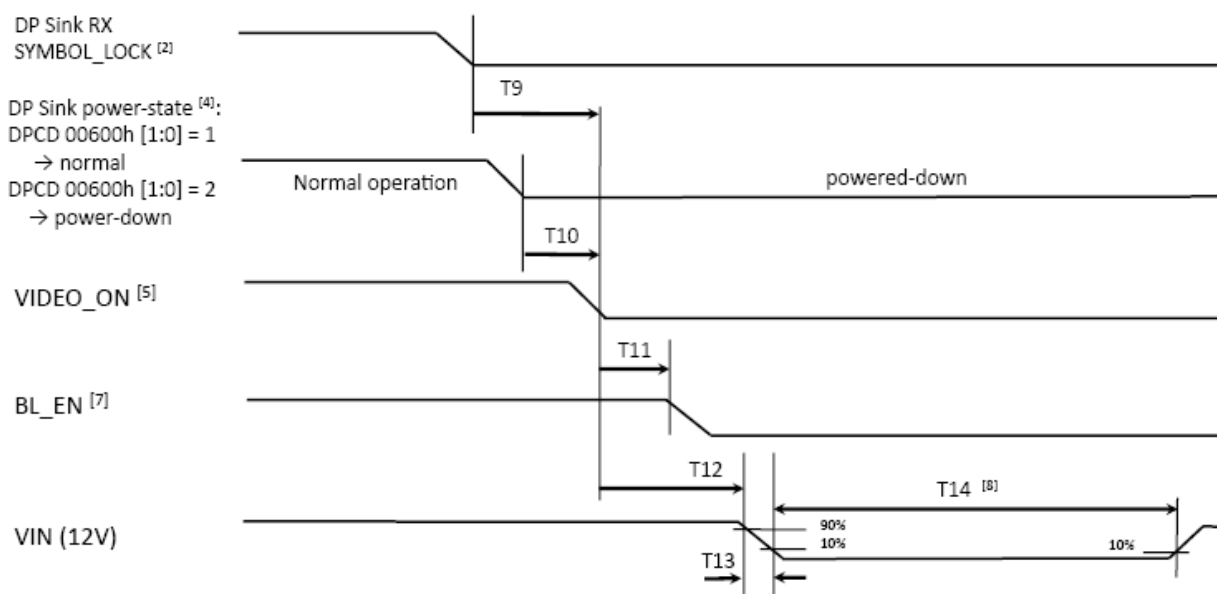 DP Sink RX
SYMBOL_LOCK [2]
T9
DP Sink power-state [4]:
DPCD 00600h [1:0] = 1
→ normal
DPCD 00600h [1:0] = 2
→ power-down
Normal operation
powered-down
T10
VIDEO_ON [5]
T11
BL_EN [7]
T12
T14 [8]
VIN (12V)
90%
10%
10%
T13